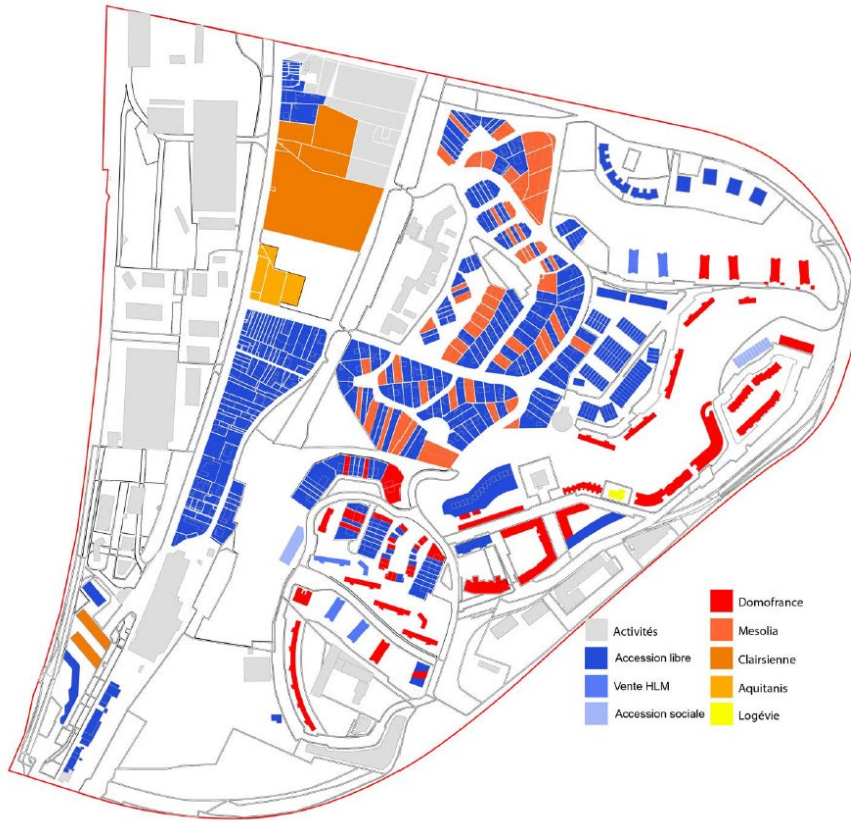 Activités
Accession libre
Vente HLM
Accession sociale
Domofrance
Mesolia
Clairsienne
Aquitanis
Logévie